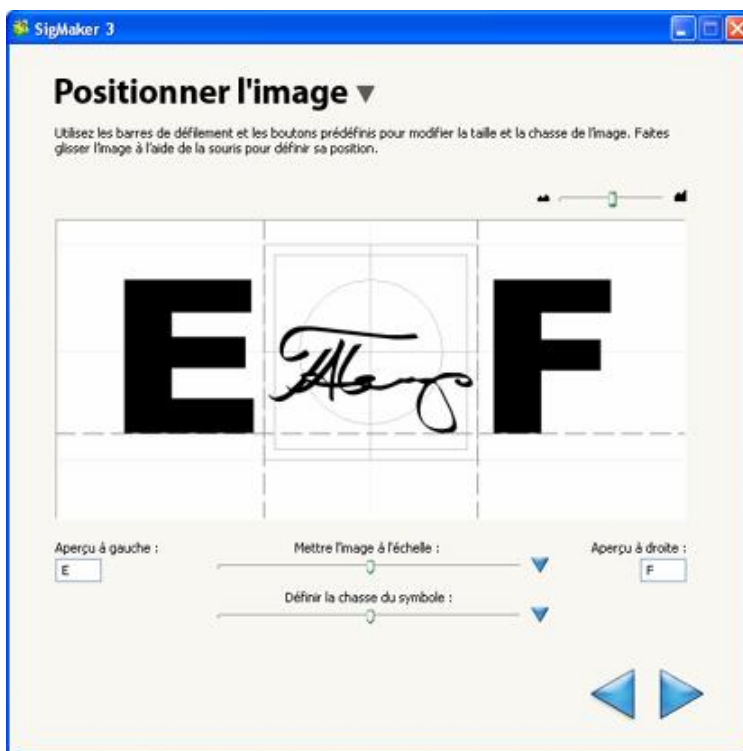 SigMaker 3
Positionner l'image
Utilisez les barres de défilement et les boutons prédéfinis pour modifier la taille et la chasse de l'image. Faites
glisser l'image à l'aide de la souris pour définir sa position.
E F
Aperçu à gauche : Mettre l'image à l'échelle : Aperçu à droite :
E F
Définir la chasse du symbole :